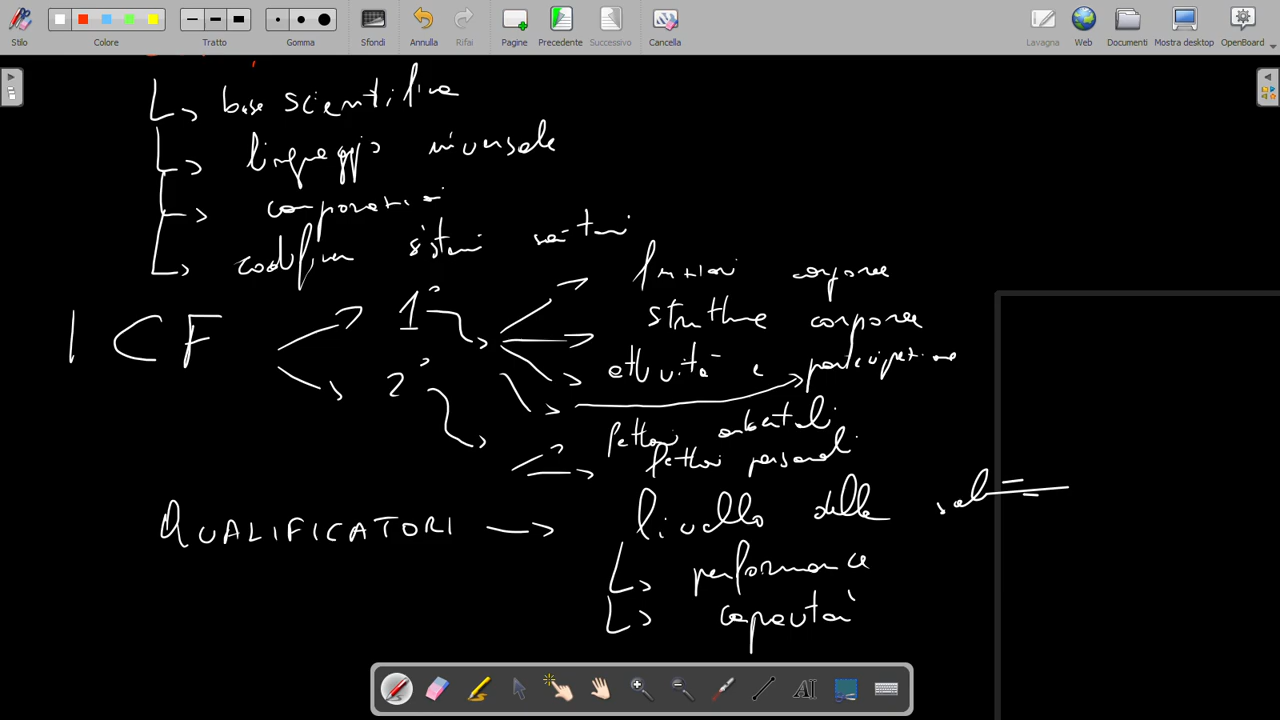 Stilo Colore Tratto Gomma Sfondi Annulla Rifai Pagine Precedente Successivo Cancella Lavagna Web Documenti Mostra desktop OpenBoard
base scientifica
linguaggio universale
comparazioni
codifica sistemi sanitari
funzioni corporee
1°
strutture corporee
ICF
attività e partecipazione
2°
fattori ambientali
fattori personali
QUALIFICATORI → livello della salute
performance
capacità
AI